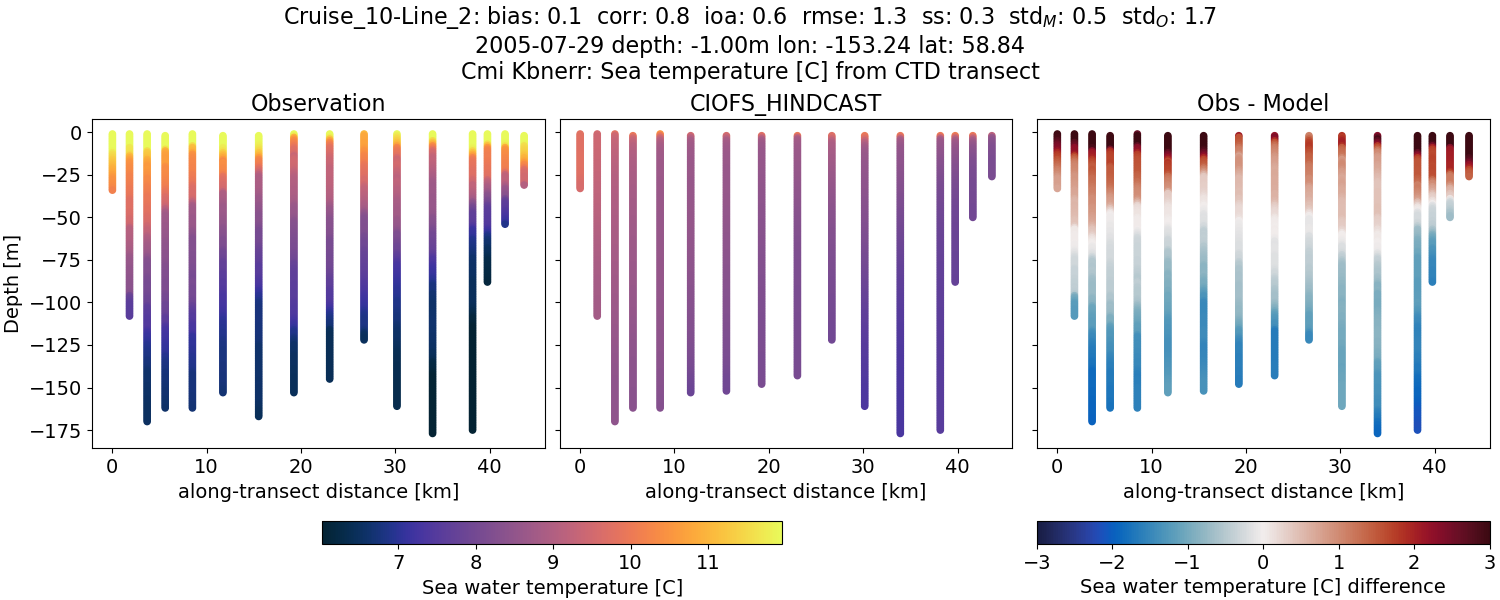 Cruise_10-Line_2: bias: 0.1 corr: 0.8 ioa: 0.6 rmse: 1.3 ss: 0.3 std_M: 0.5 std_O: 1.7
2005-07-29 depth: -1.00m lon: -153.24 lat: 58.84
Cmi Kbnerr: Sea temperature [C] from CTD transect
Observation CIOFS_HINDCAST Obs - Model
0
−25
−50
−75
−100
−125
−150
−175
Depth [m]
0 10 20 30 40 0 10 20 30 40 0 10 20 30 40
along-transect distance [km] along-transect distance [km] along-transect distance [km]
7 8 9 10 11 −3 −2 −1 0 1 2 3
Sea water temperature [C] Sea water temperature [C] difference